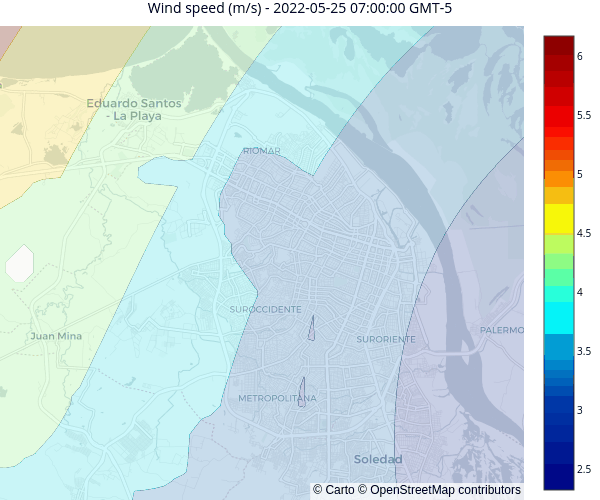 Wind speed (m/s) - 2022-05-25 07:00:00 GMT-5
6
5.5
5
4.5
4
3.5
3
2.5
Eduardo Santos
- La Playa
RIOMAR
SUROCCIDENTE
Juan Mina
SURORIENTE
PALERMO
METROPOLITANA
Soledad
© Carto © OpenStreetMap contributors